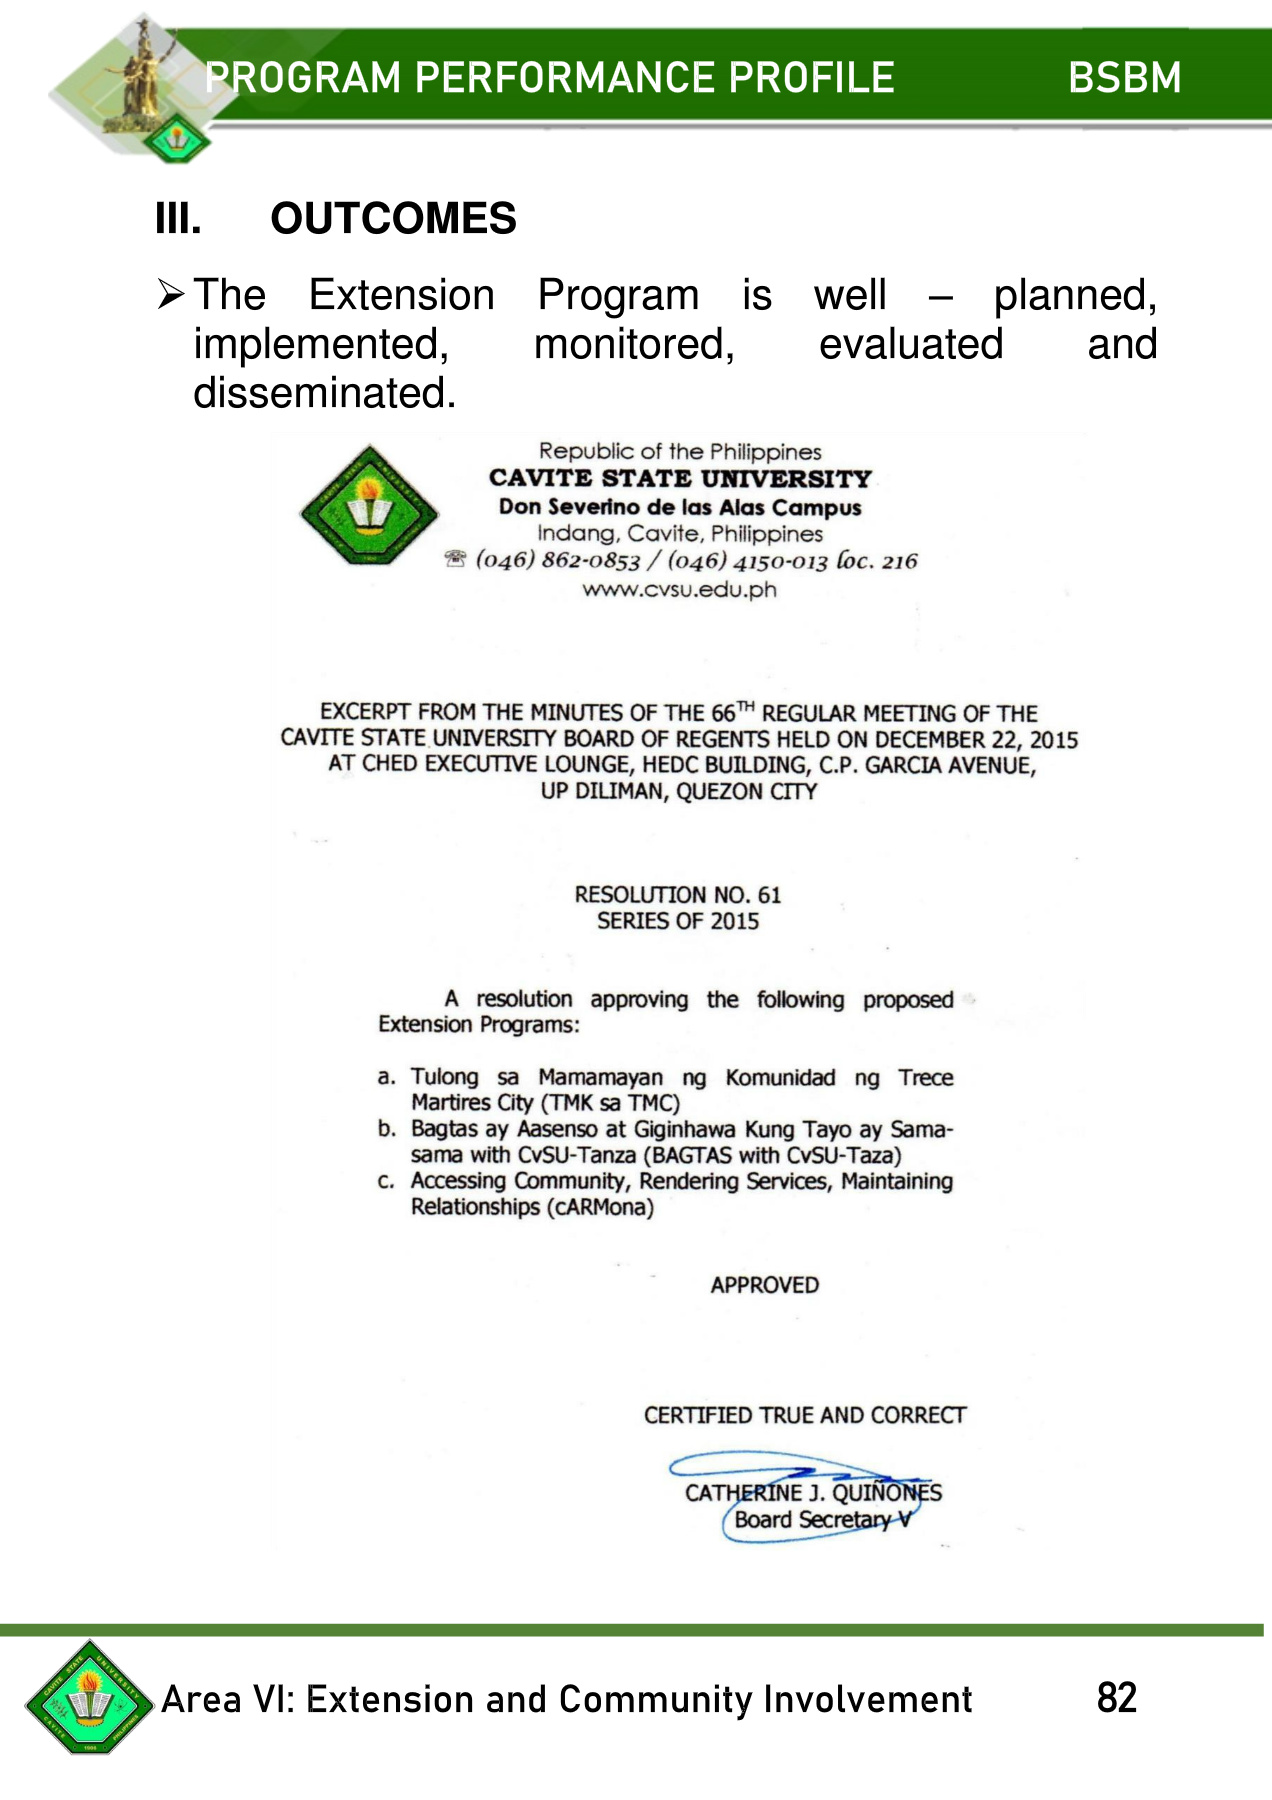 PROGRAM PERFORMANCE PROFILE BSBM
III. OUTCOMES
➢ The Extension Program is well – planned,
implemented, monitored, evaluated and
disseminated.
Republic of the Philippines
CAVITE STATE UNIVERSITY
Don Severino de las Alas Campus
Indang, Cavite, Philippines
☏ (046) 862-0853 / (046) 4150-013 loc. 216
www.cvsu.edu.ph
EXCERPT FROM THE MINUTES OF THE 66TH REGULAR MEETING OF THE
CAVITE STATE UNIVERSITY BOARD OF REGENTS HELD ON DECEMBER 22, 2015
AT CHED EXECUTIVE LOUNGE, HEDC BUILDING, C.P. GARCIA AVENUE,
UP DILIMAN, QUEZON CITY
RESOLUTION NO. 61
SERIES OF 2015
A resolution approving the following proposed
Extension Programs:
a. Tulong sa Mamamayan ng Komunidad ng Trece
Martires City (TMK sa TMC)
b. Bagtas ay Aasenso at Giginhawa Kung Tayo ay Sama-
sama with CvSU-Tanza (BAGTAS with CvSU-Taza)
c. Accessing Community, Rendering Services, Maintaining
Relationships (cARMona)
APPROVED
CERTIFIED TRUE AND CORRECT
CATHERINE J. QUIÑONES
Board Secretary V
CAVITE STATE UNIVERSITY
CAVITE PHILIPPINES
1906
Area VI: Extension and Community Involvement 82